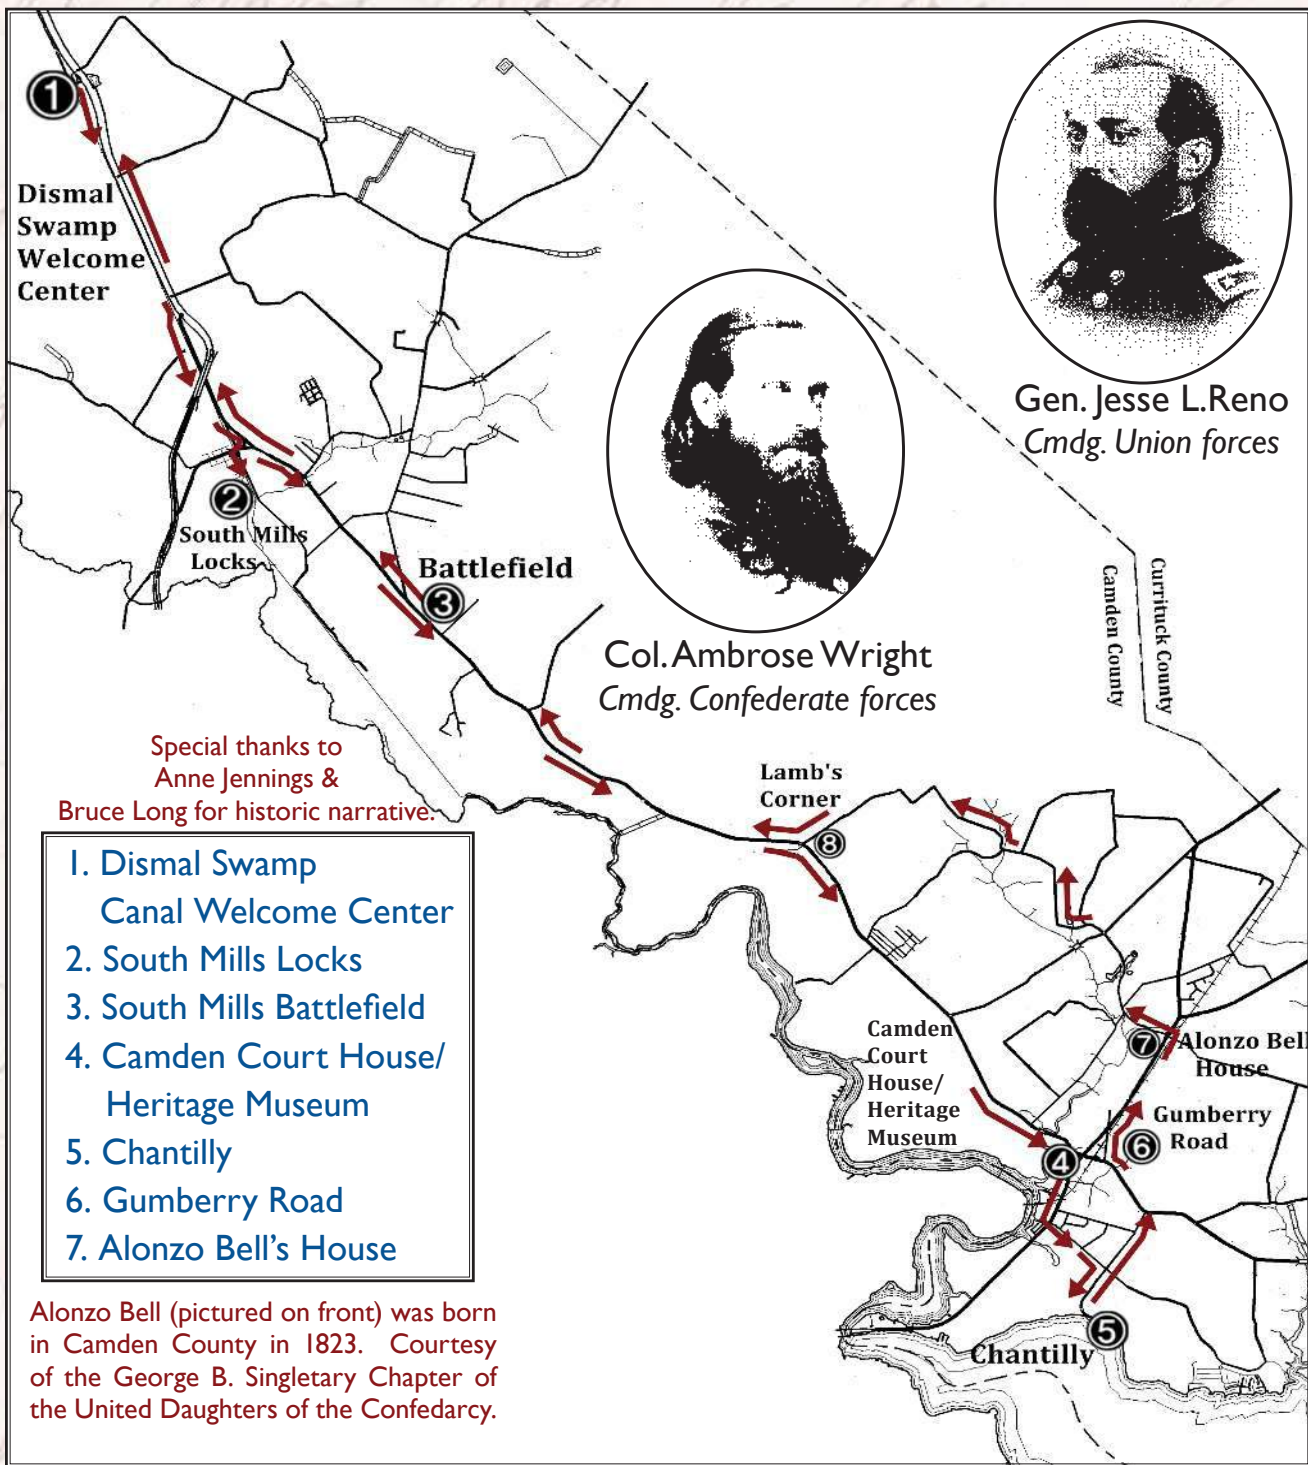 1
Dismal
Swamp
Welcome
Center
Gen. Jesse L.Reno
Cmdg. Union forces
2
South Mills
Locks
Battlefield
3
Col. Ambrose Wright
Cmdg. Confederate forces
Currituck County
Camden County
Special thanks to
Anne Jennings &
Bruce Long for historic narrative.
Lamb's
Corner
8
1. Dismal Swamp
Canal Welcome Center
2. South Mills Locks
3. South Mills Battlefield
4. Camden Court House/
Heritage Museum
5. Chantilly
6. Gumberry Road
7. Alonzo Bell's House
Camden
Court
House/
Heritage
Museum
7
Alonzo Bell
House
Gumberry
Road
6
4
5
Chantilly
Alonzo Bell (pictured on front) was born
in Camden County in 1823. Courtesy
of the George B. Singletary Chapter of
the United Daughters of the Confedarcy.